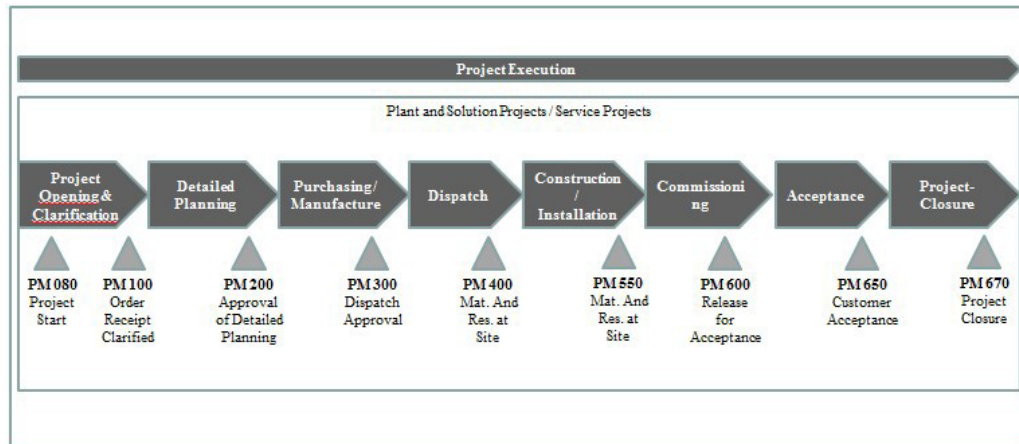 Project Execution
Plant and Solution Projects / Service Projects
Project
Opening &
Clarification
Detailed
Planning
Purchasing/
Manufacture
Dispatch
Construction
/
Installation
Commissioni
ng
Acceptance
Project-
Closure
PM 080
Project
Start
PM 100
Order
Receipt
Clarified
PM 200
Approval
of Detailed
Planning
PM 300
Dispatch
Approval
PM 400
Mat. And
Res. at
Site
PM 550
Mat. And
Res. at
Site
PM 600
Release
for
Acceptance
PM 650
Customer
Acceptance
PM 670
Project
Closure